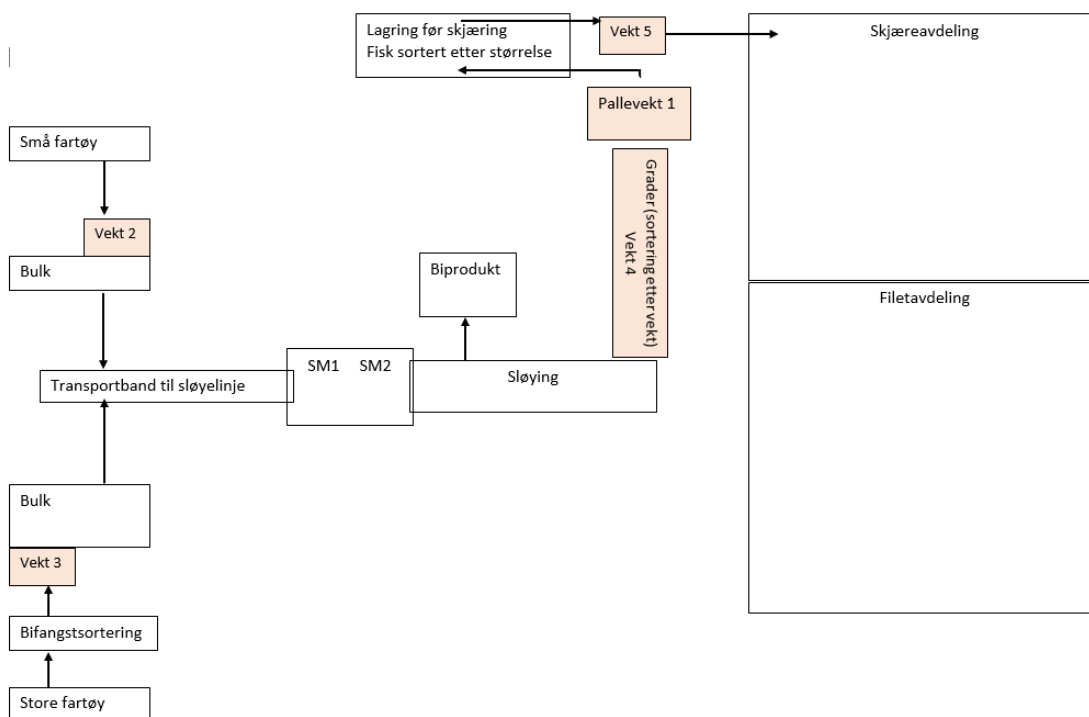 Lagring før skjæring
Fisk sortert etter størrelse
Vekt 5
Skjæreavdeling
Pallevekt 1
Små fartøy
Grader (sortering etter vekt)
Vekt 4
Vekt 2
Bulk
Biprodukt
Filetavdeling
SM1 SM2
Sløying
Transportband til sløyelinje
Bulk
Vekt 3
Bifangstsortering
Store fartøy